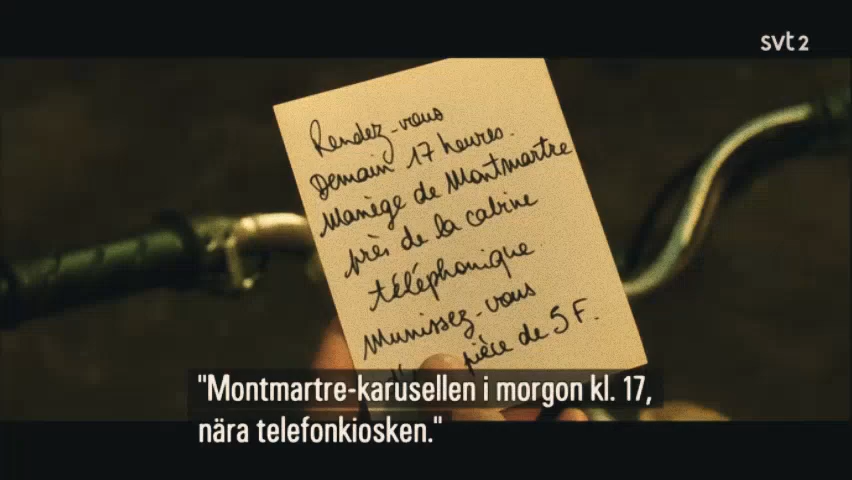 svt2
Rendez-vous
Demain 17 heures.
Manège de Montmartre
près de la cabine
téléphonique
Munissez-vous
pièce de 5 F.
"Montmartre-karusellen i morgon kl. 17,
nära telefonkiosken."